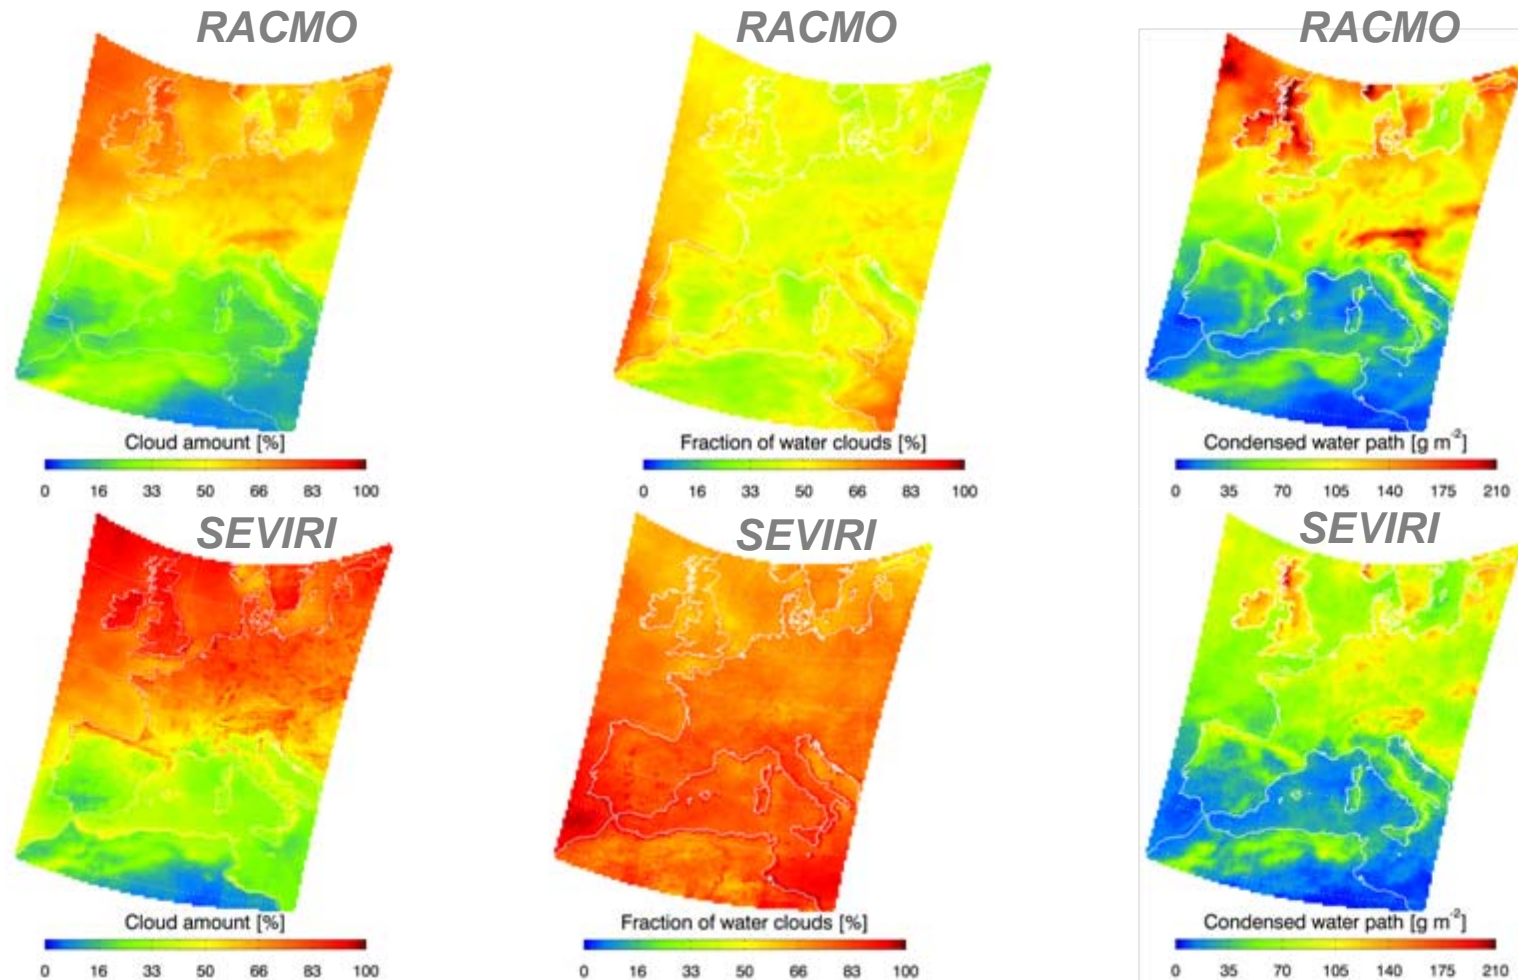 RACMO RACMO RACMO
Cloud amount [%] Fraction of water clouds [%] Condensed water path [g m⁻²]
0 16 33 50 66 83 100 0 16 33 50 66 83 100 0 35 70 105 140 175 210
SEVIRI SEVIRI SEVIRI
Cloud amount [%] Fraction of water clouds [%] Condensed water path [g m⁻²]
0 16 33 50 66 83 100 0 16 33 50 66 83 100 0 35 70 105 140 175 210